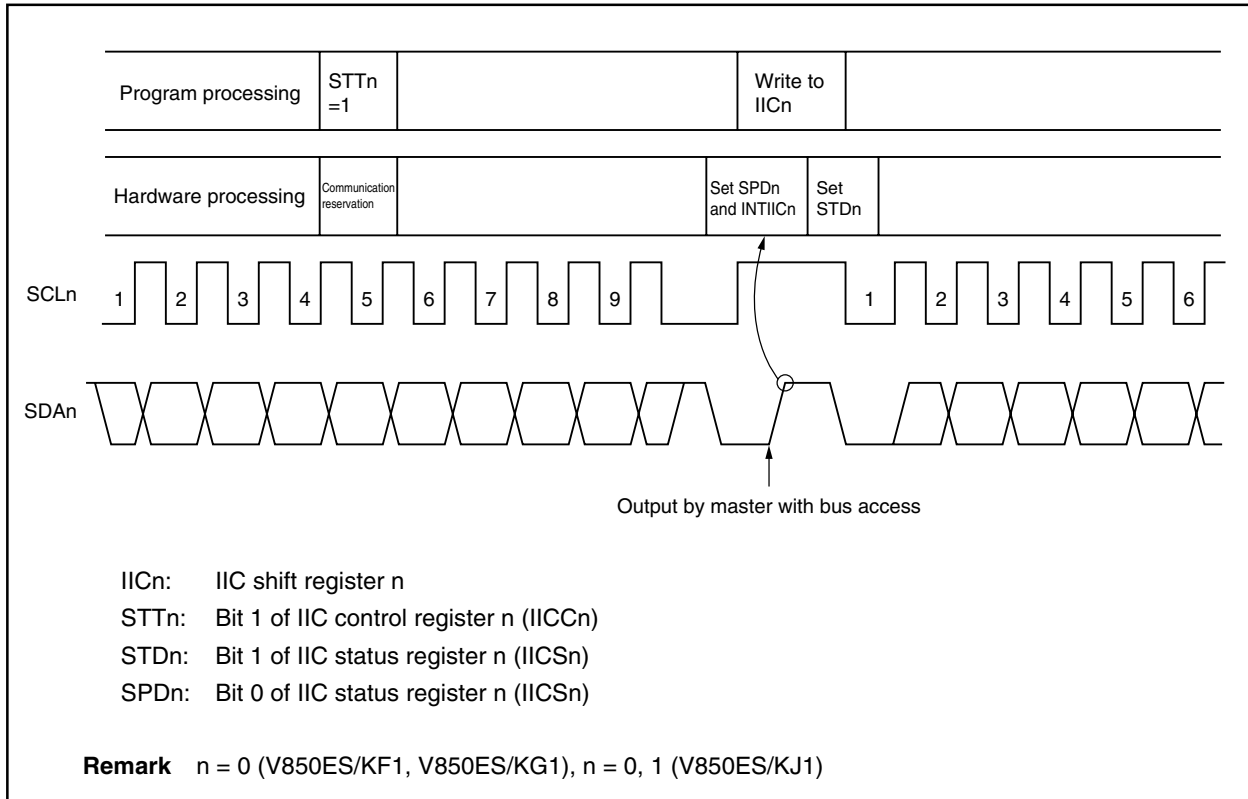 Program processing
STTn
=1
Write to
IICn
Hardware processing
Communication
reservation
Set SPDn
and INTIICn
Set
STDn
SCLn
1 2 3 4 5 6 7 8 9 1 2 3 4 5 6
SDAn
Output by master with bus access
IICn: IIC shift register n
STTn: Bit 1 of IIC control register n (IICCn)
STDn: Bit 1 of IIC status register n (IICSn)
SPDn: Bit 0 of IIC status register n (IICSn)
Remark n = 0 (V850ES/KF1, V850ES/KG1), n = 0, 1 (V850ES/KJ1)